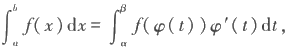 ∫_a^b f(x)dx = ∫_α^β f(φ(t))φ′(t)dt,